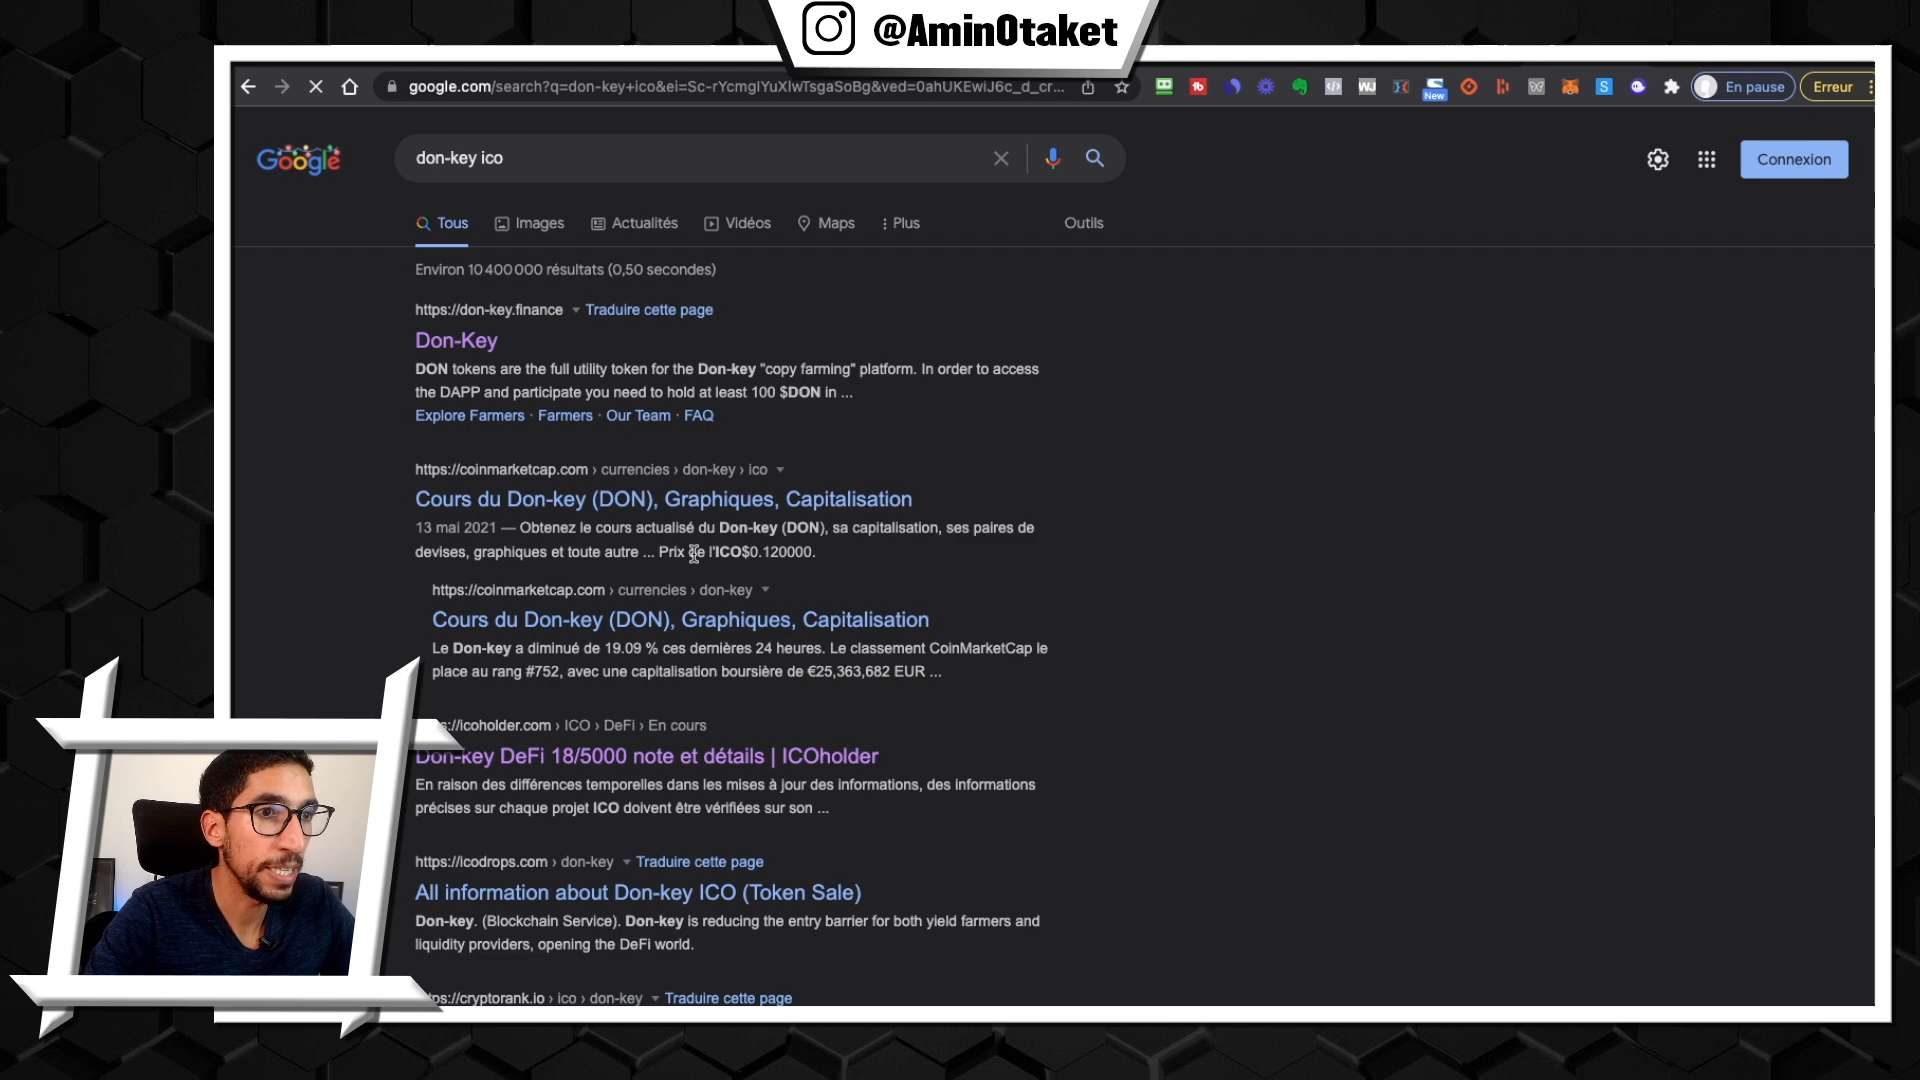 @AminOtaket
google.com/search?q=don-key+ico&ei=Sc-rYcmgIYuXlwTsgaSoBg&ved=0ahUKEwiJ6c_d_cr...
New
En pause
Erreur
Google
don-key ico
Connexion
Tous
Images
Actualités
Vidéos
Maps
Plus
Outils
Environ 10 400 000 résultats (0,50 secondes)
https://don-key.finance Traduire cette page
Don-Key
DON tokens are the full utility token for the Don-key "copy farming" platform. In order to access
the DAPP and participate you need to hold at least 100 $DON in ...
Explore Farmers · Farmers · Our Team · FAQ
https://coinmarketcap.com › currencies › don-key › ico
Cours du Don-key (DON), Graphiques, Capitalisation
13 mai 2021 — Obtenez le cours actualisé du Don-key (DON), sa capitalisation, ses paires de
devises, graphiques et toute autre ... Prix de l'ICO$0.120000.
https://coinmarketcap.com › currencies › don-key
Cours du Don-key (DON), Graphiques, Capitalisation
Le Don-key a diminué de 19.09 % ces dernières 24 heures. Le classement CoinMarketCap le
place au rang #752, avec une capitalisation boursière de €25,363,682 EUR ...
://icoholder.com › ICO › DeFi › En cours
Don-key DeFi 18/5000 note et détails | ICOholder
En raison des différences temporelles dans les mises à jour des informations, des informations
précises sur chaque projet ICO doivent être vérifiées sur son ...
https://icodrops.com › don-key Traduire cette page
All information about Don-key ICO (Token Sale)
Don-key. (Blockchain Service). Don-key is reducing the entry barrier for both yield farmers and
liquidity providers, opening the DeFi world.
ps://cryptorank.io › ico › don-key Traduire cette page